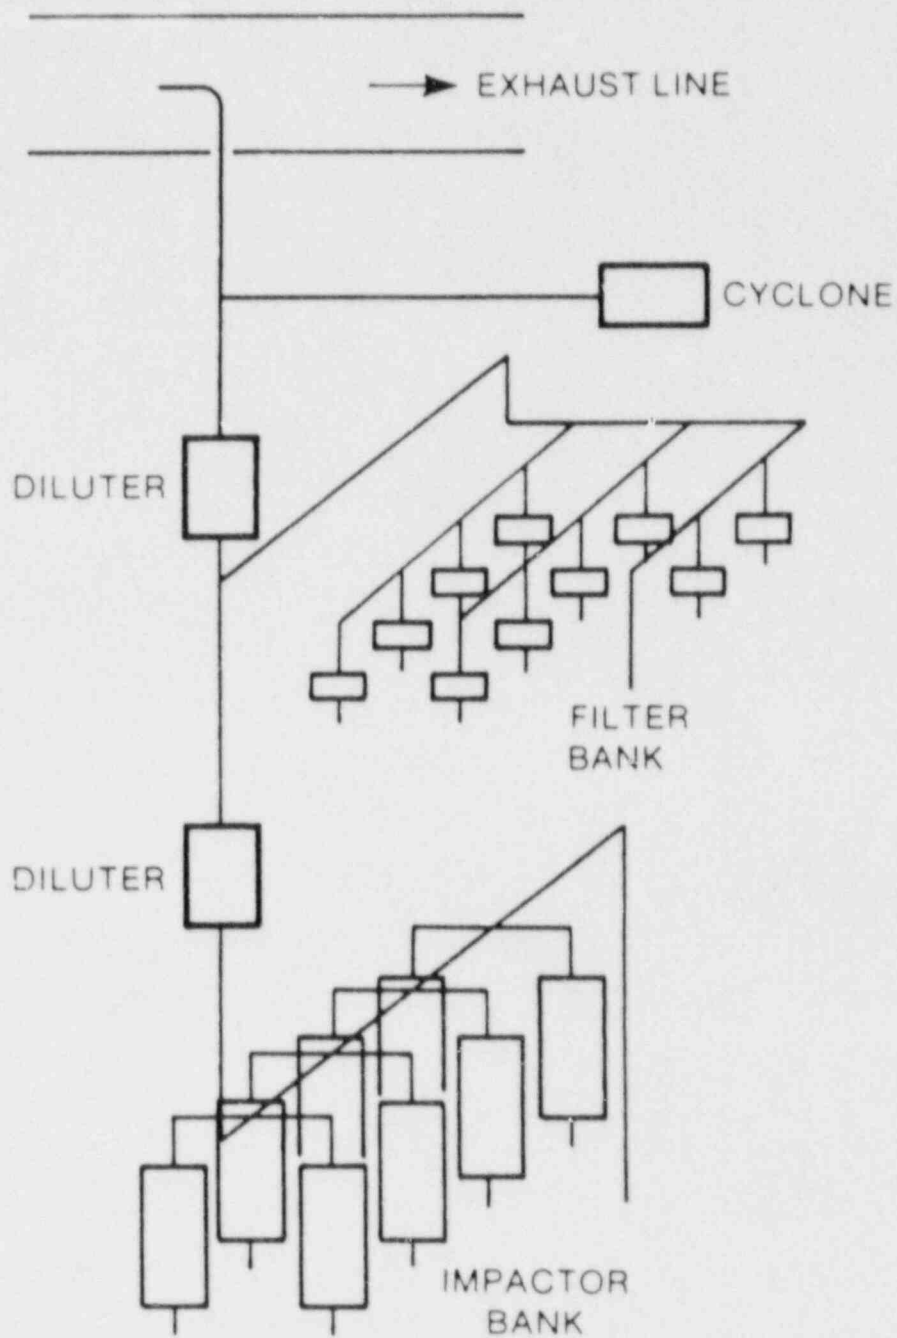 EXHAUST LINE
CYCLONE
DILUTER
FILTER
BANK
DILUTER
IMPACTOR
BANK